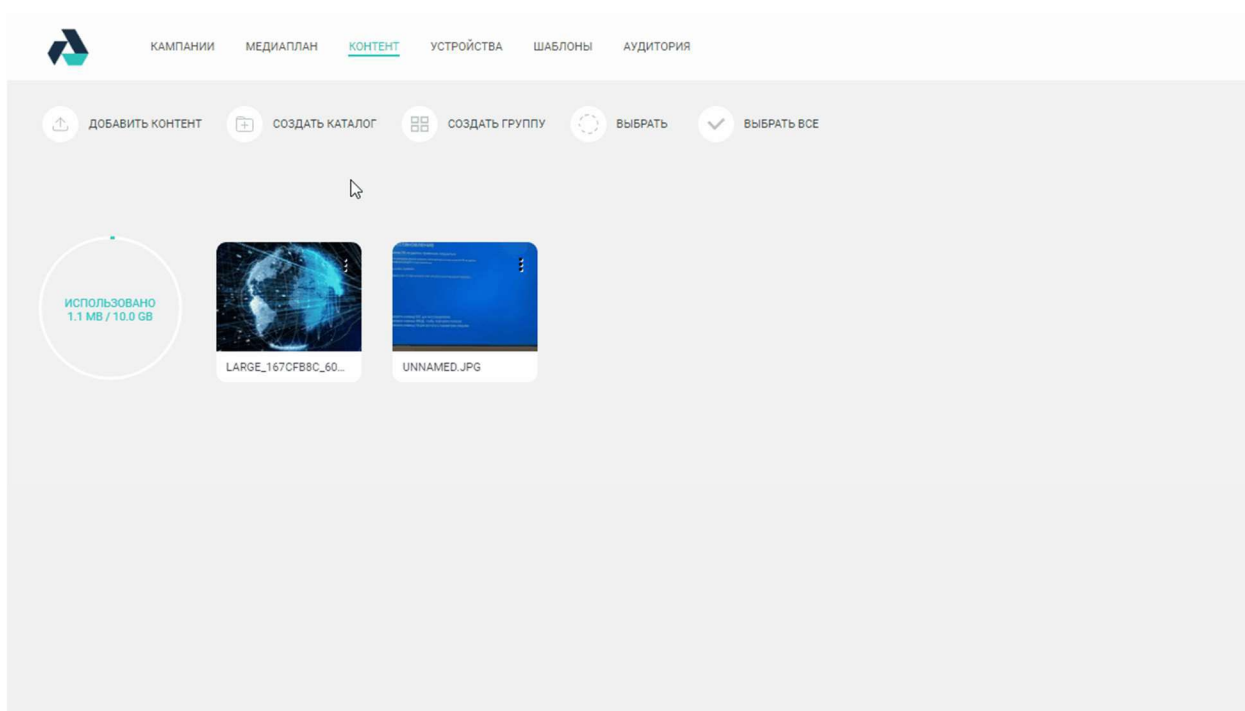 КАМПАНИИ МЕДИАПЛАН КОНТЕНТ УСТРОЙСТВА ШАБЛОНЫ АУДИТОРИЯ
ДОБАВИТЬ КОНТЕНТ СОЗДАТЬ КАТАЛОГ СОЗДАТЬ ГРУППУ ВЫБРАТЬ ВЫБРАТЬ ВСЕ
ИСПОЛЬЗОВАНО
1.1 MB / 10.0 GB
LARGE_167CFB8C_60... UNNAMED.JPG